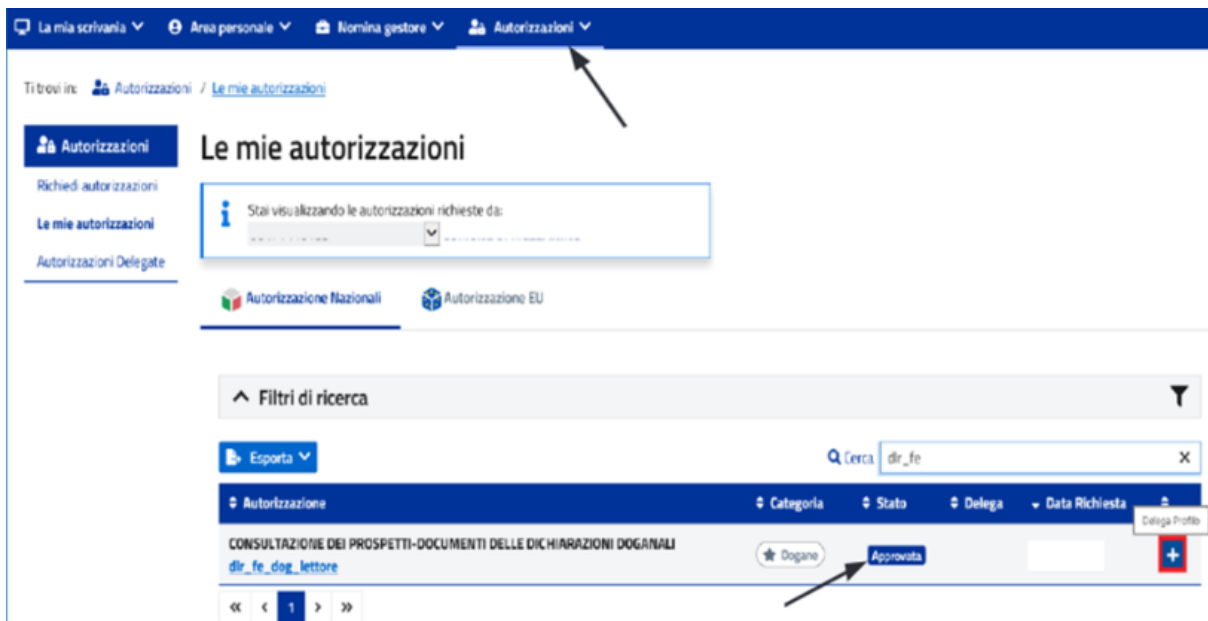 La mia scrivania Area personale Nomina gestore Autorizzazioni
Ti trovi in: Autorizzazioni / Le mie autorizzazioni
Autorizzazioni
Richiedi autorizzazioni
Le mie autorizzazioni
Autorizzazioni Delegate
Le mie autorizzazioni
Stai visualizzando le autorizzazioni richieste da:
Autorizzazione Nazionali Autorizzazione EU
Filtri di ricerca
Esporta Cerca dlr_fe x
Autorizzazione Categoria Stato Delega Data Richiesta
Delega Profilo
CONSULTAZIONE DEI PROSPETTI-DOCUMENTI DELLE DICHIARAZIONI DOGANALI
dlr_fe_dog_lettore
Dogane Approvata +
« < 1 > »